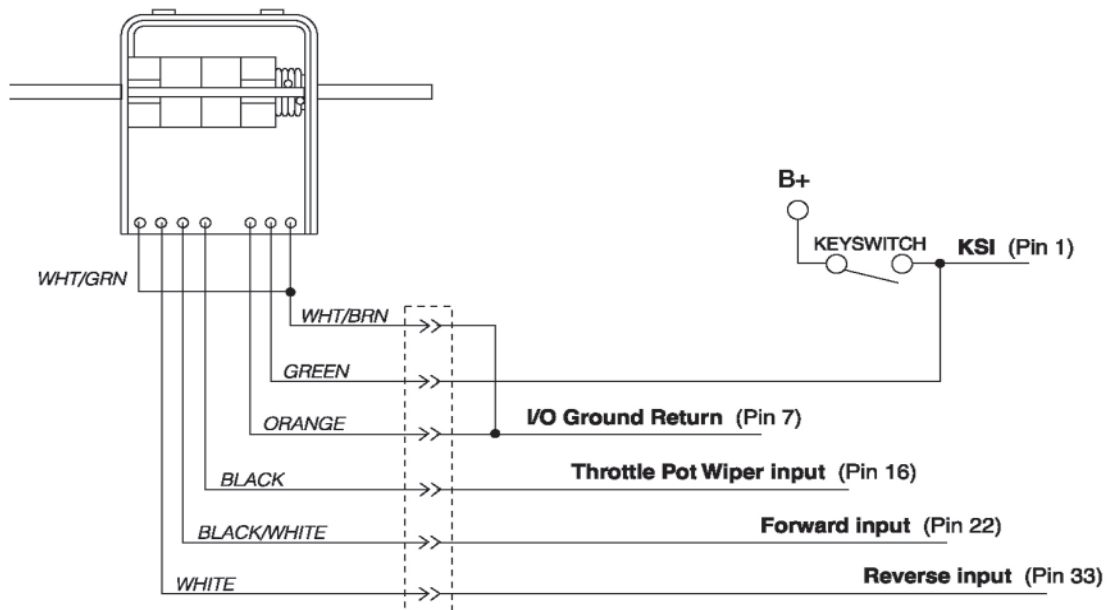 B+
KEYSWITCH
KSI (Pin 1)
WHT/GRN
WHT/BRN
GREEN
ORANGE
I/O Ground Return (Pin 7)
BLACK
Throttle Pot Wiper input (Pin 16)
BLACK/WHITE
Forward input (Pin 22)
WHITE
Reverse input (Pin 33)